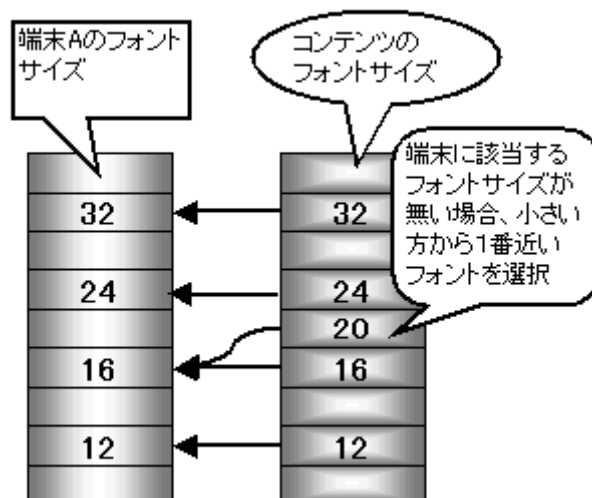 端末Aのフォント
サイズ
コンテンツの
フォントサイズ
端末に該当する
フォントサイズが
無い場合、小さい
方から1番近い
フォントを選択
32
24
16
12
32
24
20
16
12